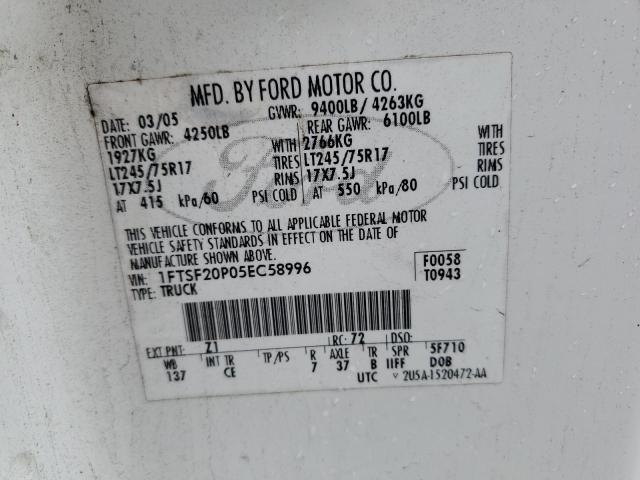 MFD. BY FORD MOTOR CO.
DATE: 03/05 GVWR: 9400LB / 4263KG
FRONT GAWR: 4250LB REAR GAWR: 6100LB
1927KG WITH 2766KG WITH
LT245/75R17 TIRES LT245/75R17 TIRES
17X7.5J RIMS 17X7.5J RIMS
AT 415 kPa/60 PSI COLD AT 550 kPa/80 PSI COLD
THIS VEHICLE CONFORMS TO ALL APPLICABLE FEDERAL MOTOR
VEHICLE SAFETY STANDARDS IN EFFECT ON THE DATE OF
MANUFACTURE SHOWN ABOVE.
VIN: 1FTSF20P05EC58996 F0058
TYPE: TRUCK T0943
EXT PNT: Z1 RC: 72 DSO:
WB INT TR TP/PS R AXLE TR SPR 5F710
137 CE 7 37 B IIFF DOB
UTC V 2U5A-1520472-AA
Ford